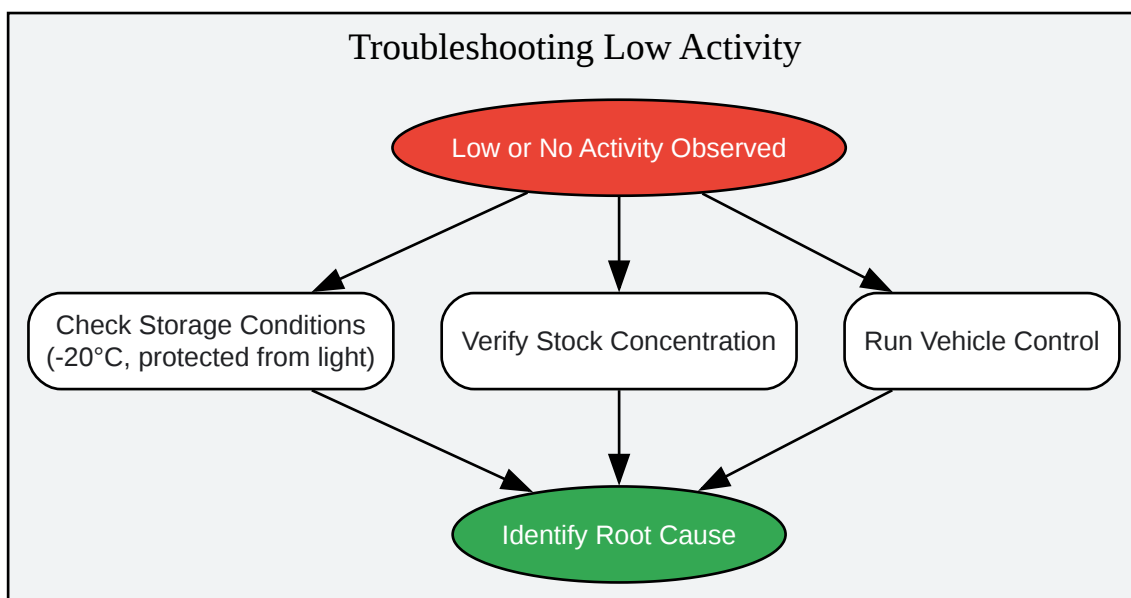 Troubleshooting Low Activity
Low or No Activity Observed
Check Storage Conditions
(-20°C, protected from light)
Verify Stock Concentration
Run Vehicle Control
Identify Root Cause